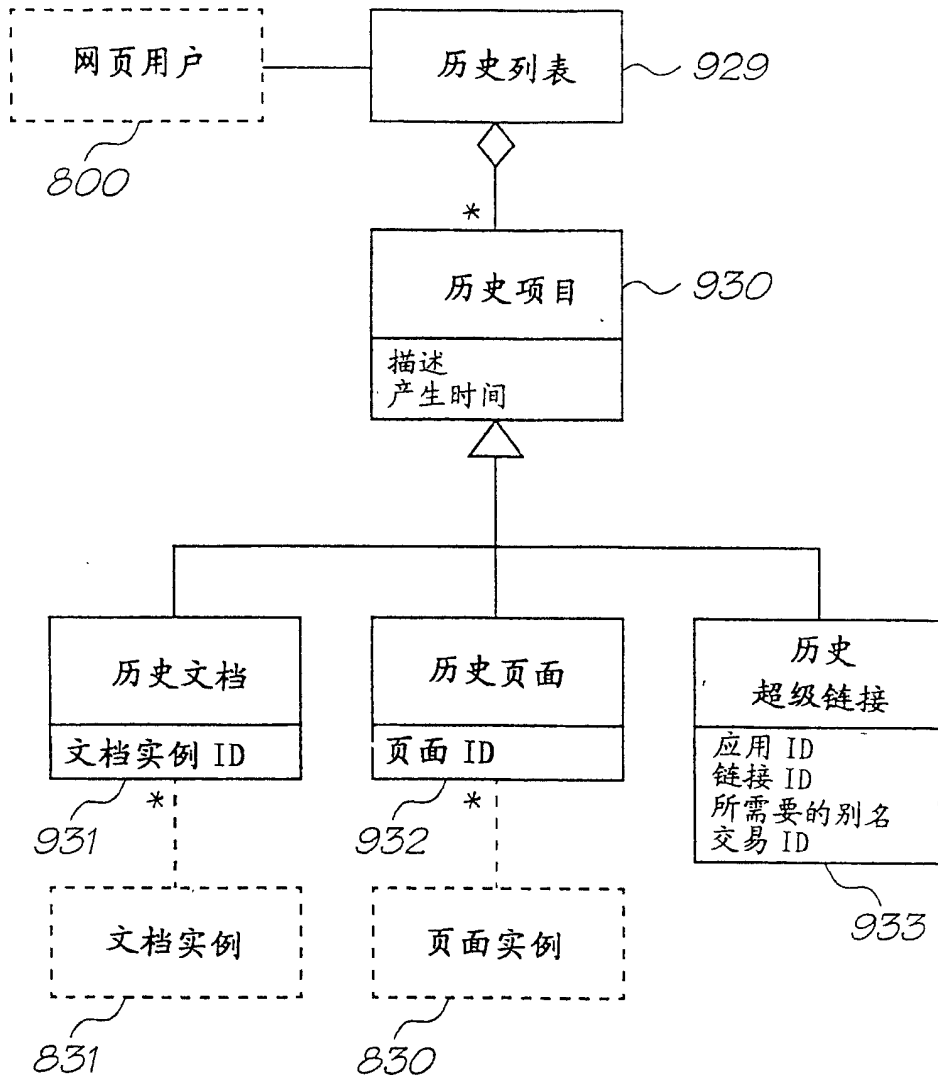 网页用户
历史列表
929
800
*
历史项目
930
描述
产生时间
历史文档
历史页面
历史
超级链接
文档实例 ID
页面 ID
应用 ID
链接 ID
所需要的别名
交易 ID
*
*
931
932
933
文档实例
页面实例
831
830